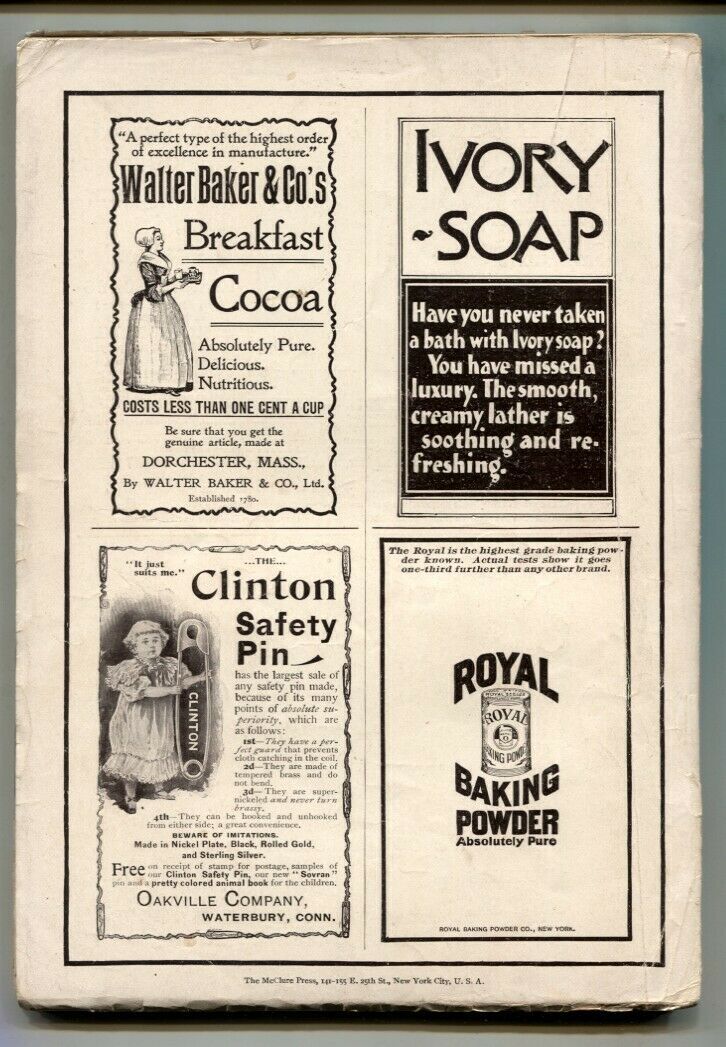 "A perfect type of the highest order
of excellence in manufacture."
Walter Baker & Co.'s
Breakfast
Cocoa
Absolutely Pure.
Delicious.
Nutritious.
COSTS LESS THAN ONE CENT A CUP
Be sure that you get the
genuine article, made at
DORCHESTER, MASS.,
By WALTER BAKER & CO., Ltd.
Established 1780.
IVORY
~SOAP
Have you never taken
a bath with Ivory soap?
You have missed a
luxury. The smooth,
creamy lather is
soothing and re-
freshing.
"It just
suits me."
...THE...
Clinton
Safety
Pin
CLINTON
has the largest sale of
any safety pin made,
because of its many
points of absolute su-
periority, which are
as follows:
1st—They have a per-
fect guard that prevents
cloth catching in the coil.
2d—They are made of
tempered brass and do
not bend.
3d—They are super-
nickeled and never turn
brassy.
4th—They can be hooked and unhooked
from either side; a great convenience.
BEWARE OF IMITATIONS.
Made in Nickel Plate, Black, Rolled Gold,
and Sterling Silver.
Free on receipt of stamp for postage, samples of
our Clinton Safety Pin, our new "Sovran"
pin and a pretty colored animal book for the children.
OAKVILLE COMPANY,
WATERBURY, CONN.
The Royal is the highest grade baking pow-
der known. Actual tests show it goes
one-third further than any other brand.
ROYAL
ROYAL
KING POWD
BAKING
POWDER
Absolutely Pure
ROYAL BAKING POWDER CO., NEW YORK.
The McClure Press, 141-155 E. 25th St., New York City, U. S. A.